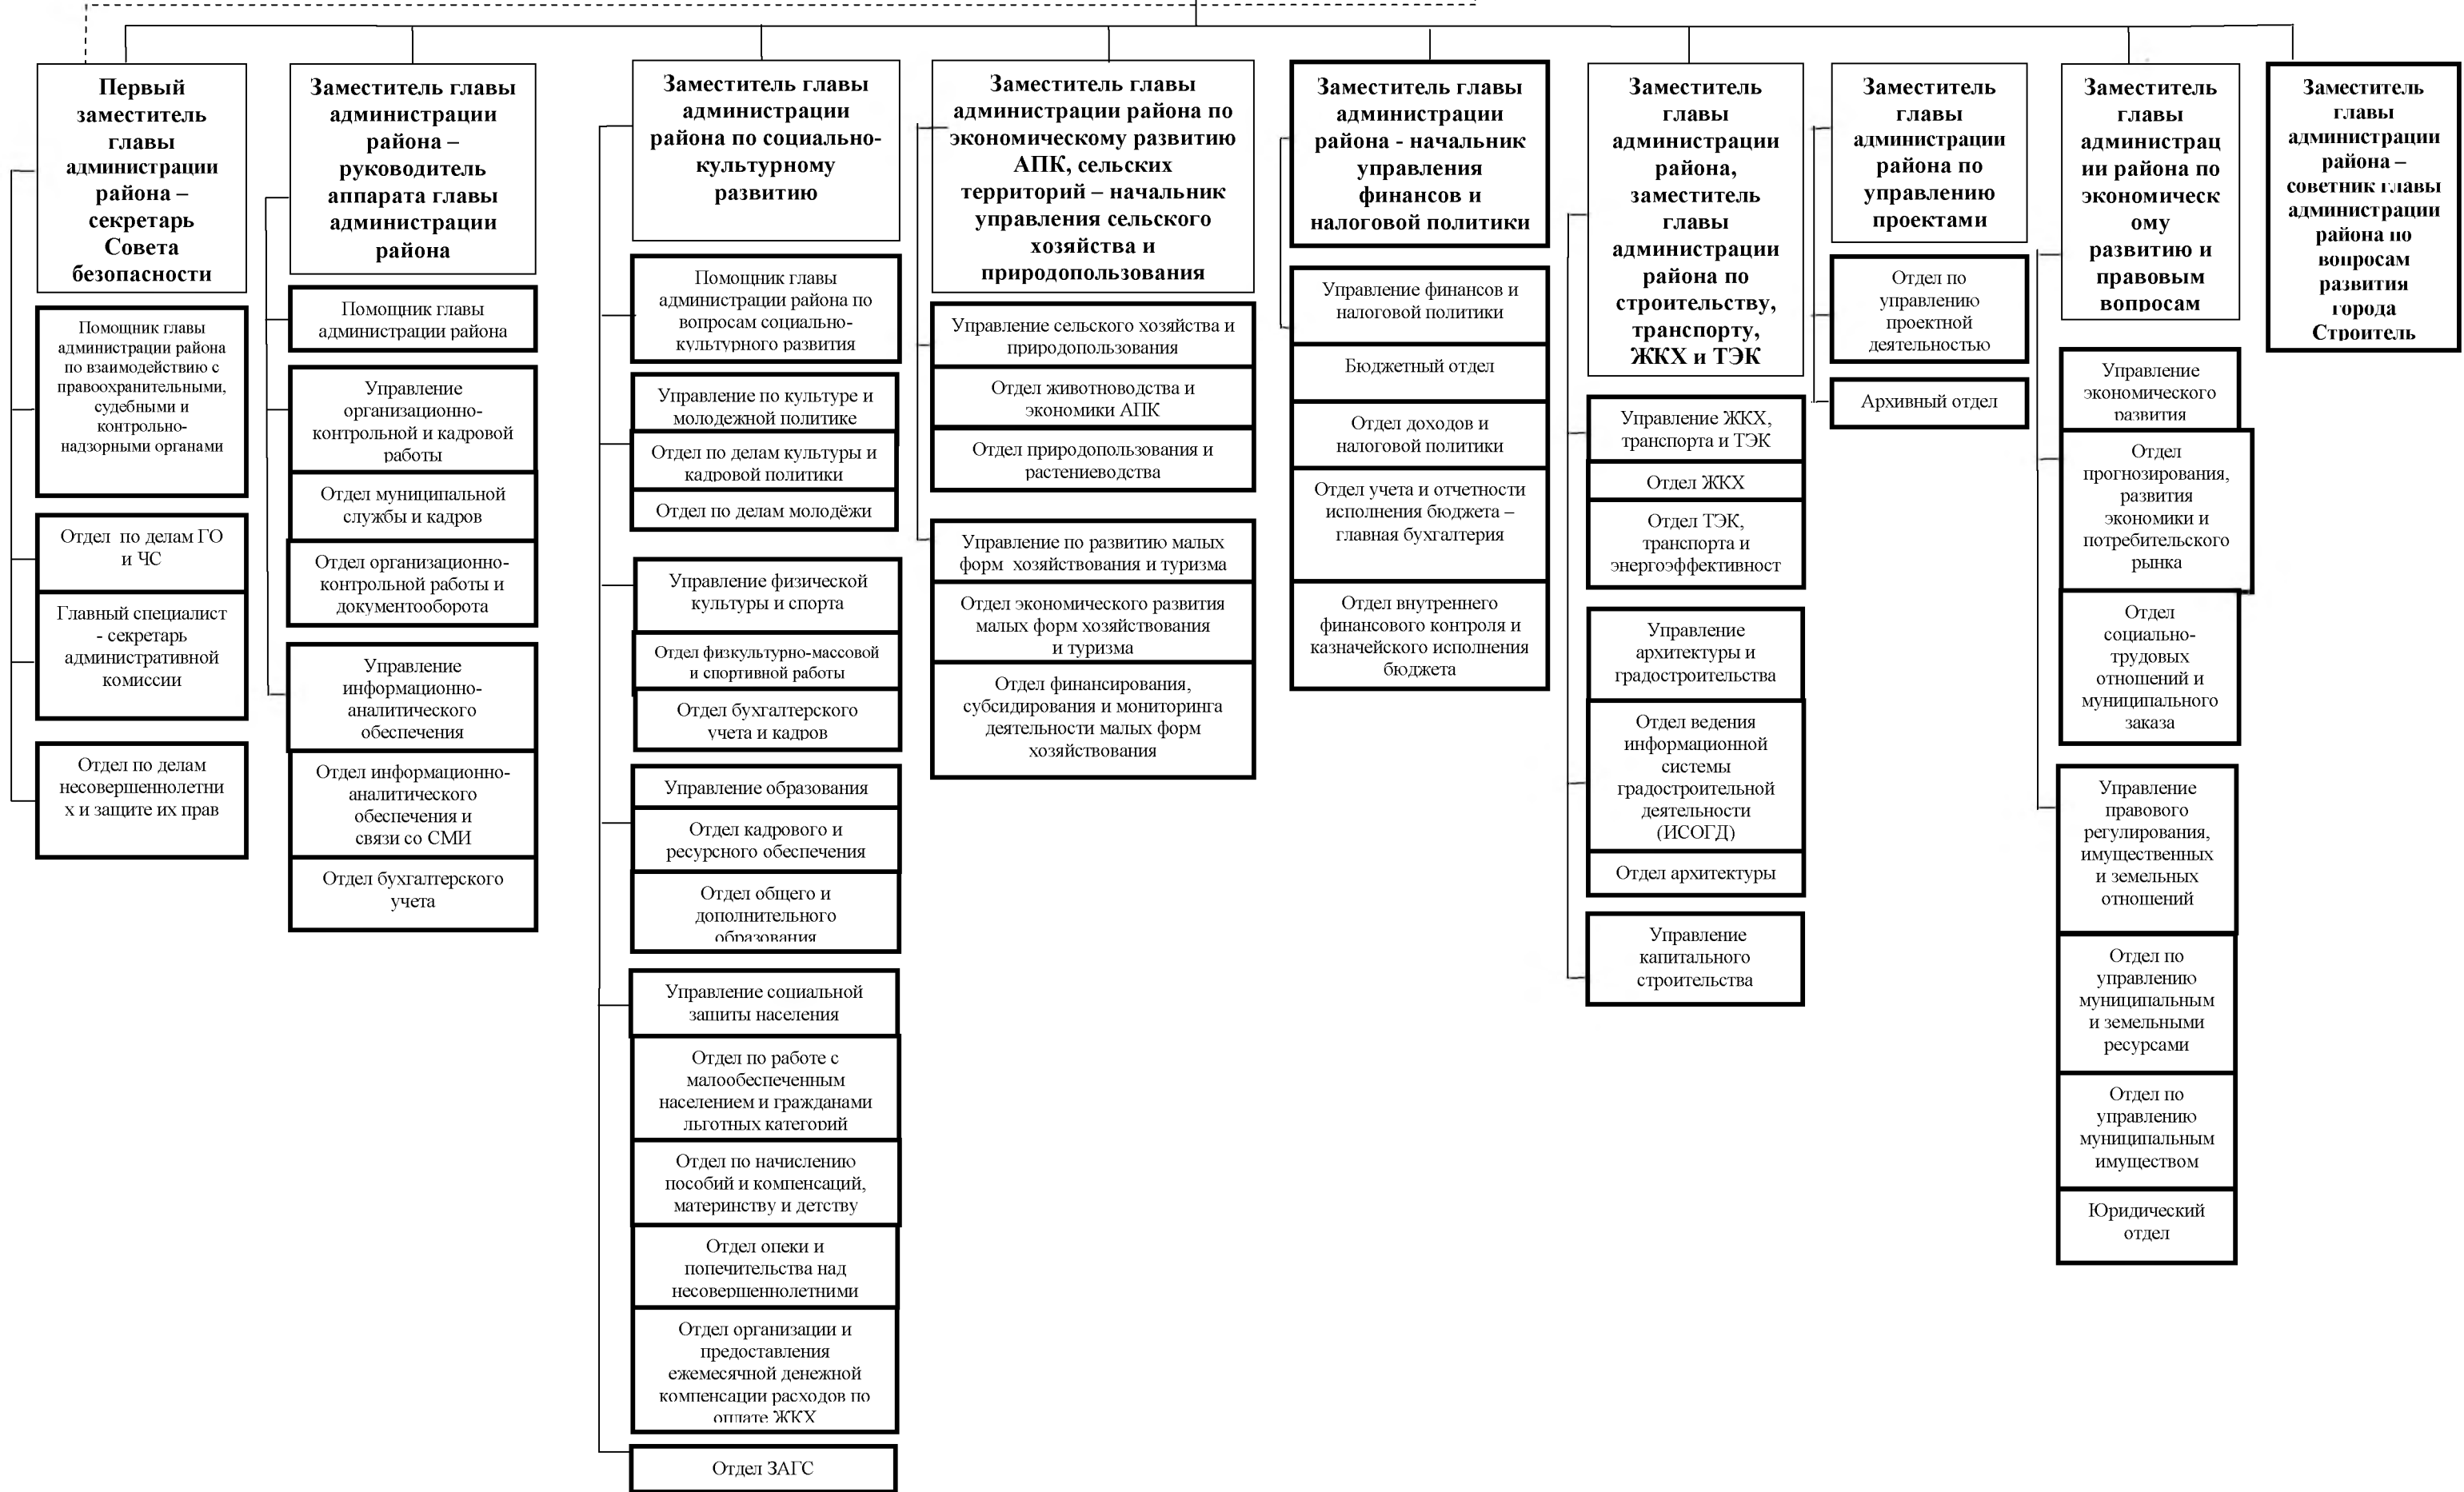 Первый
заместитель
главы
администрации
района –
секретарь
Совета
безопасности
Помощник главы
администрации района
по взаимодействию с
правоохранительными,
судебными и
контрольно-
надзорными органами
Отдел по делам ГО
и ЧС
Главный специалист
- секретарь
административной
комиссии
Отдел по делам
несовершеннолетни
х и защите их прав
Заместитель главы
администрации
района –
руководитель
аппарата главы
администрации
района
Помощник главы
администрации района
Управление
организационно-
контрольной и кадровой
работы
Отдел муниципальной
службы и кадров
Отдел организационно-
контрольной работы и
документооборота
Управление
информационно-
аналитического
обеспечения
Отдел информационно-
аналитического
обеспечения и
связи со СМИ
Отдел бухгалтерского
учета
Заместитель главы
администрации
района по социально-
культурному
развитию
Помощник главы
администрации района по
вопросам социально-
культурного развития
Управление по культуре и
молодежной политике
Отдел по делам культуры и
кадровой политики
Отдел по делам молодёжи
Управление физической
культуры и спорта
Отдел физкультурно-массовой
и спортивной работы
Отдел бухгалтерского
учета и кадров
Управление образования
Отдел кадрового и
ресурсного обеспечения
Отдел общего и
дополнительного
образования
Управление социальной
защиты населения
Отдел по работе с
малообеспеченным
населением и гражданами
льготных категорий
Отдел по начислению
пособий и компенсаций,
материнству и детству
Отдел опеки и
попечительства над
несовершеннолетними
Отдел организации и
предоставления
ежемесячной денежной
компенсации расходов по
оплате ЖКХ
Отдел ЗАГС
Заместитель главы
администрации района по
экономическому развитию
АПК, сельских
территорий – начальник
управления сельского
хозяйства и
природопользования
Управление сельского хозяйства и
природопользования
Отдел животноводства и
экономики АПК
Отдел природопользования и
растениеводства
Управление по развитию малых
форм хозяйствования и туризма
Отдел экономического развития
малых форм хозяйствования
и туризма
Отдел финансирования,
субсидирования и мониторинга
деятельности малых форм
хозяйствования
Заместитель главы
администрации
района - начальник
управления
финансов и
налоговой политики
Управление финансов и
налоговой политики
Бюджетный отдел
Отдел доходов и
налоговой политики
Отдел учета и отчетности
исполнения бюджета –
главная бухгалтерия
Отдел внутреннего
финансового контроля и
казначейского исполнения
бюджета
Заместитель
главы
администрации
района,
заместитель
главы
администрации
района по
строительству,
транспорту,
ЖКХ и ТЭК
Управление ЖКХ,
транспорта и ТЭК
Отдел ЖКХ
Отдел ТЭК,
транспорта и
энергоэффективност
Управление
архитектуры и
градостроительства
Отдел ведения
информационной
системы
градостроительной
деятельности
(ИСОГД)
Отдел архитектуры
Управление
капитального
строительства
Заместитель
главы
администрации
района по
управлению
проектами
Отдел по
управлению
проектной
деятельностью
Архивный отдел
Заместитель
главы
администрац
ии района по
экономическ
ому
развитию и
правовым
вопросам
Управление
экономического
развития
Отдел
прогнозирования,
развития
экономики и
потребительского
рынка
Отдел
социально-
трудовых
отношений и
муниципального
заказа
Управление
правового
регулирования,
имущественных
и земельных
отношений
Отдел по
управлению
муниципальным
и земельными
ресурсами
Отдел по
управлению
муниципальным
имуществом
Юридический
отдел
Заместитель
главы
администрации
района –
советник главы
администрации
района по
вопросам
развития
города
Строитель